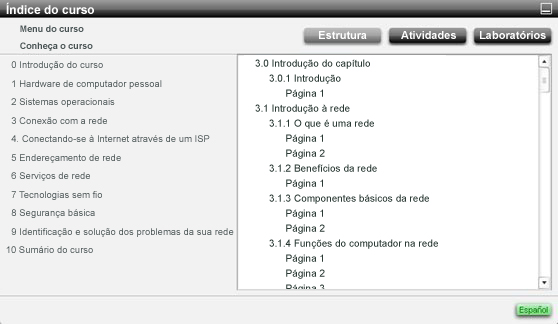 Índice do curso
Menu do curso
Conheça o curso
Estrutura
Atividades
Laboratórios
0 Introdução do curso
1 Hardware de computador pessoal
2 Sistemas operacionais
3 Conexão com a rede
4. Conectando-se à Internet através de um ISP
5 Endereçamento de rede
6 Serviços de rede
7 Tecnologias sem fio
8 Segurança básica
9 Identificação e solução dos problemas da sua rede
10 Sumário do curso
3.0 Introdução do capítulo
3.0.1 Introdução
Página 1
3.1 Introdução à rede
3.1.1 O que é uma rede
Página 1
Página 2
3.1.2 Benefícios da rede
Página 1
3.1.3 Componentes básicos da rede
Página 1
Página 2
3.1.4 Funções do computador na rede
Página 1
Página 2
Página 3
Español